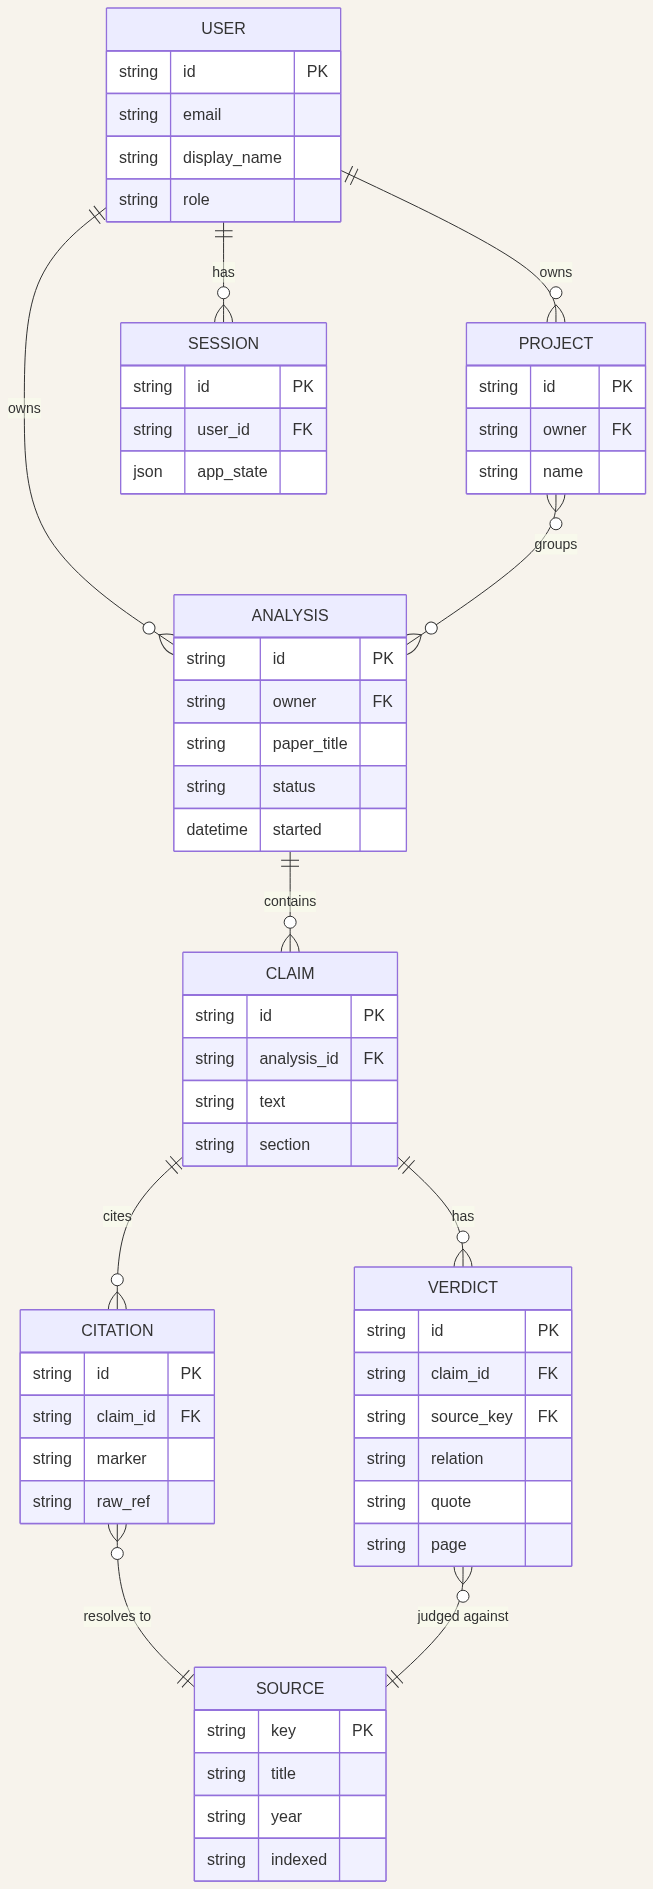 USER
string id PK
string email
string display_name
string role
has
owns
SESSION
string id PK
string user_id FK
json app_state
PROJECT
string id PK
string owner FK
string name
owns
groups
ANALYSIS
string id PK
string owner FK
string paper_title
string status
datetime started
contains
CLAIM
string id PK
string analysis_id FK
string text
string section
cites
has
CITATION
string id PK
string claim_id FK
string marker
string raw_ref
VERDICT
string id PK
string claim_id FK
string source_key FK
string relation
string quote
string page
resolves to
judged against
SOURCE
string key PK
string title
string year
string indexed